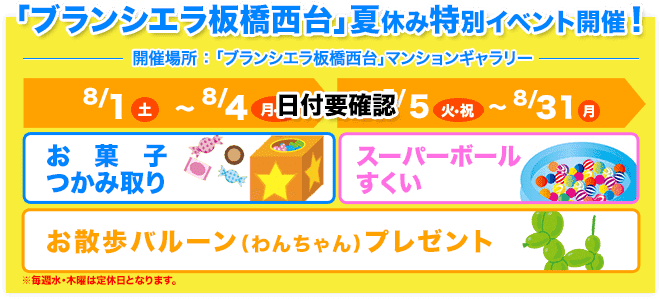 「ブランシエラ板橋西台」夏休み特別イベント開催！
開催場所：「ブランシエラ板橋西台」マンションギャラリー
8/1 土 ～ 8/4 月 日付要確認 /5 火・祝 ～ 8/31 月
お菓子
つかみ取り
スーパーボール
すくい
お散歩バルーン（わんちゃん）プレゼント
※毎週水・木曜は定休日となります。